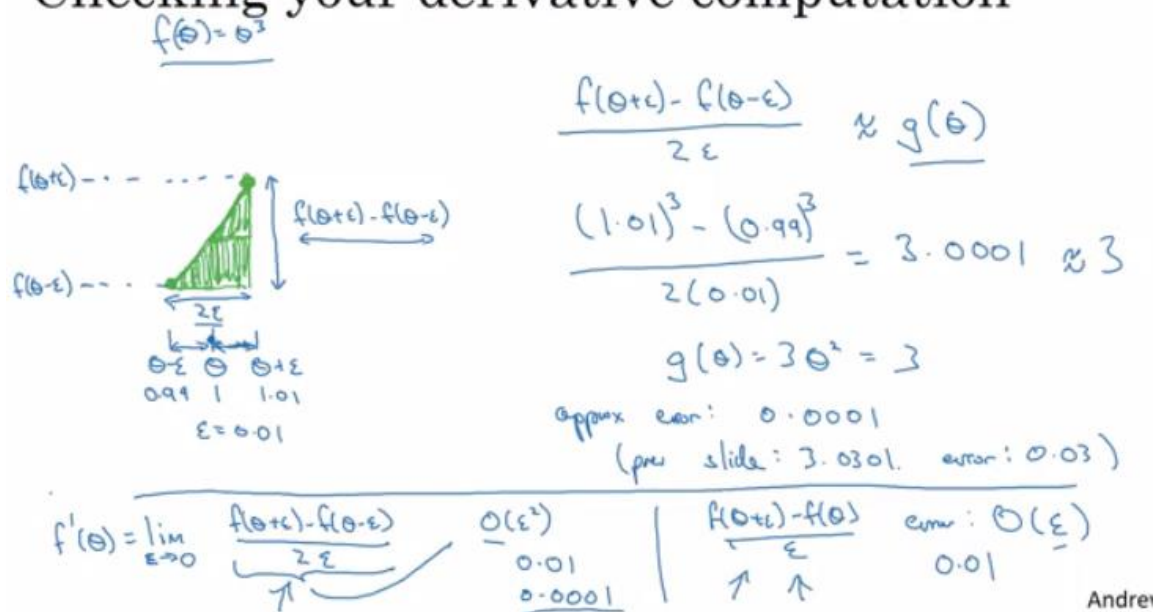 Checking your derivative computation
f(θ) = θ³
f(θ+ε)
f(θ-ε)
f(θ+ε) - f(θ-ε)
2ε
θ-ε θ θ+ε
0.99 1 1.01
ε = 0.01
f(θ+ε) - f(θ-ε) / 2ε ≈ g(θ)
(1.01)³ - (0.99)³ / 2(0.01) = 3.0001 ≈ 3
g(θ) = 3θ² = 3
approx error: 0.0001
(prev slide: 3.0301. error: 0.03)
f'(θ) = lim ε→0 f(θ+ε) - f(θ-ε) / 2ε O(ε²)
0.01
0.0001
f(θ+ε) - f(θ) / ε error: O(ε)
0.01
Andrew